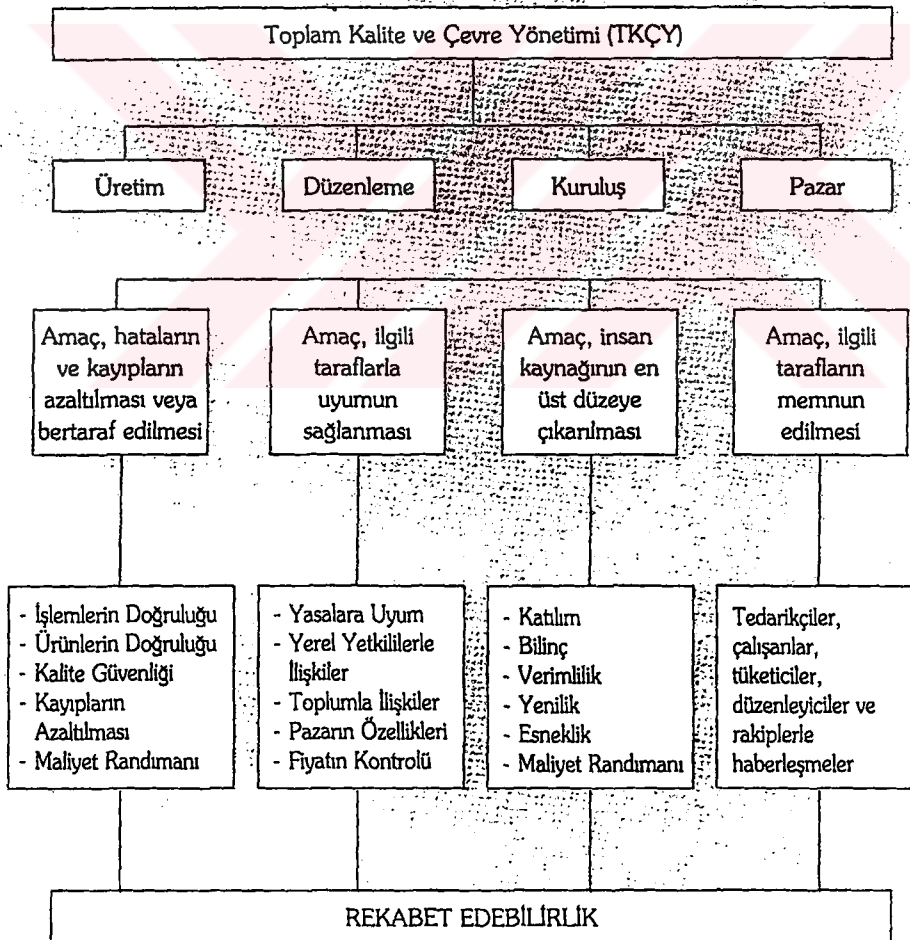 Toplam Kalite ve Çevre Yönetimi (TKÇY)
Üretim
Düzenleme
Kuruluş
Pazar
Amaç, hataların
ve kayıpların
azaltılması veya
bertaraf edilmesi
Amaç, ilgili
taraflarla
uyumun
sağlanması
Amaç, insan
kaynağının en
üst düzeye
çıkarılması
Amaç, ilgili
tarafların
memnun
edilmesi
- İşlemlerin Doğruluğu
- Ürünlerin Doğruluğu
- Kalite Güvenliği
- Kayıpların
Azaltılması
- Maliyet Randımanı
- Yasalara Uyum
- Yerel Yetkililerle
İlişkiler
- Toplumla İlişkiler
- Pazarın Özellikleri
- Fiyatın Kontrolü
- Katılım
- Bilinç
- Verimlilik
- Yenilik
- Esneklik
- Maliyet Randımanı
Tedarikçiler,
çalışanlar,
tüketiciler,
düzenleyiciler ve
rakiplerle
haberleşmeler
REKABET EDEBİLİRLİK